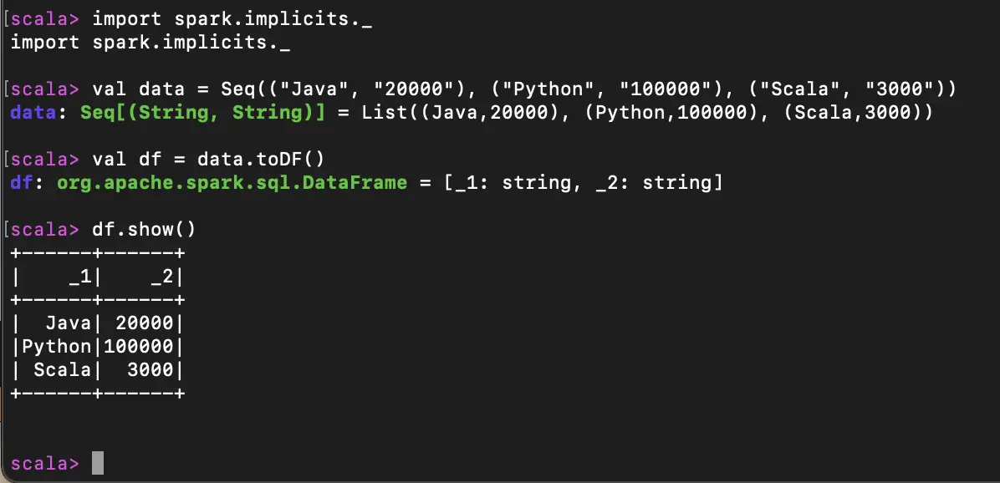 [scala> import spark.implicits._
import spark.implicits._
[scala> val data = Seq(("Java", "20000"), ("Python", "100000"), ("Scala", "3000"))
data: Seq[(String, String)] = List((Java,20000), (Python,100000), (Scala,3000))
[scala> val df = data.toDF()
df: org.apache.spark.sql.DataFrame = [_1: string, _2: string]
[scala> df.show()
+------+------+
|    _1|    _2|
+------+------+
|  Java| 20000|
|Python|100000|
| Scala|  3000|
+------+------+
scala>